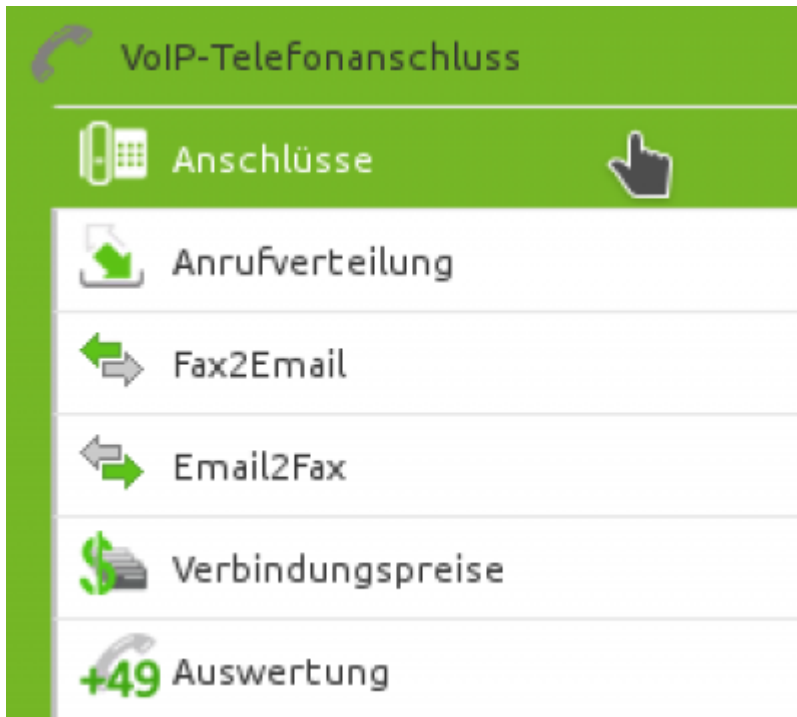 VoIP-Telefonanschluss
Anschlüsse
Anrufverteilung
Fax2Email
Email2Fax
$
Verbindungspreise
+49 Auswertung